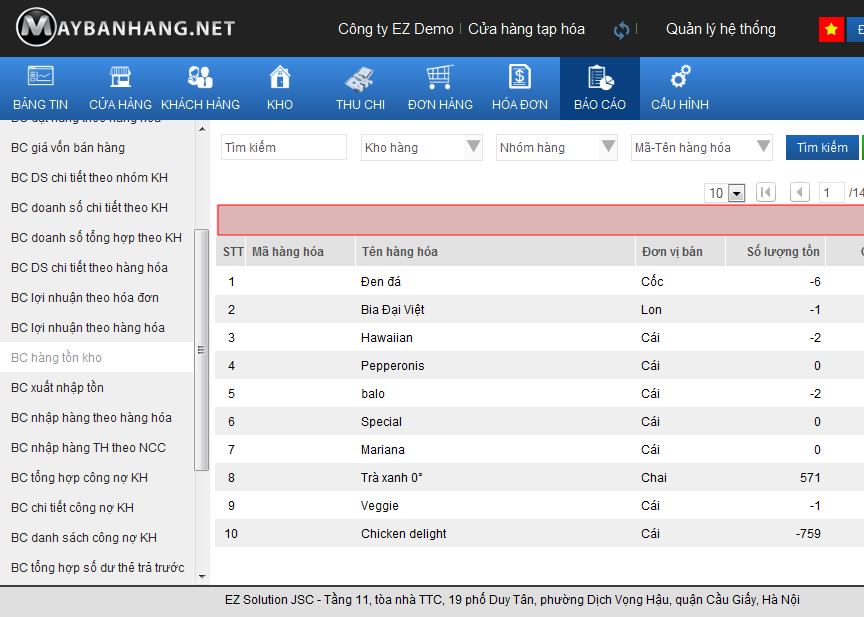 MAYBANHANG.NET
Công ty EZ Demo | Cửa hàng tạp hóa | Quản lý hệ thống
BẢNG TIN CỬA HÀNG KHÁCH HÀNG KHO THU CHI ĐƠN HÀNG HÓA ĐƠN BÁO CÁO CẤU HÌNH
BC giá vốn bán hàng
BC DS chi tiết theo nhóm KH
BC doanh số chi tiết theo KH
BC doanh số tổng hợp theo KH
BC DS chi tiết theo hàng hóa
BC lợi nhuận theo hóa đơn
BC lợi nhuận theo hàng hóa
BC hàng tồn kho
BC xuất nhập tồn
BC nhập hàng theo hàng hóa
BC nhập hàng TH theo NCC
BC tổng hợp công nợ KH
BC chi tiết công nợ KH
BC danh sách công nợ KH
BC tổng hợp số dư thẻ trả trước
Tìm kiếm Kho hàng Nhóm hàng Mã-Tên hàng hóa Tìm kiếm
10 1 /14
STT Mã hàng hóa Tên hàng hóa Đơn vị bán Số lượng tồn
1 Đen đá Cốc -6
2 Bia Đại Việt Lon -1
3 Hawaiian Cái -2
4 Pepperonis Cái 0
5 balo Cái -2
6 Special Cái 0
7 Mariana Cái 0
8 Trà xanh 0° Chai 571
9 Veggie Cái -1
10 Chicken delight Cái -759
EZ Solution JSC - Tầng 11, tòa nhà TTC, 19 phố Duy Tân, phường Dịch Vọng Hậu, quận Cầu Giấy, Hà Nội